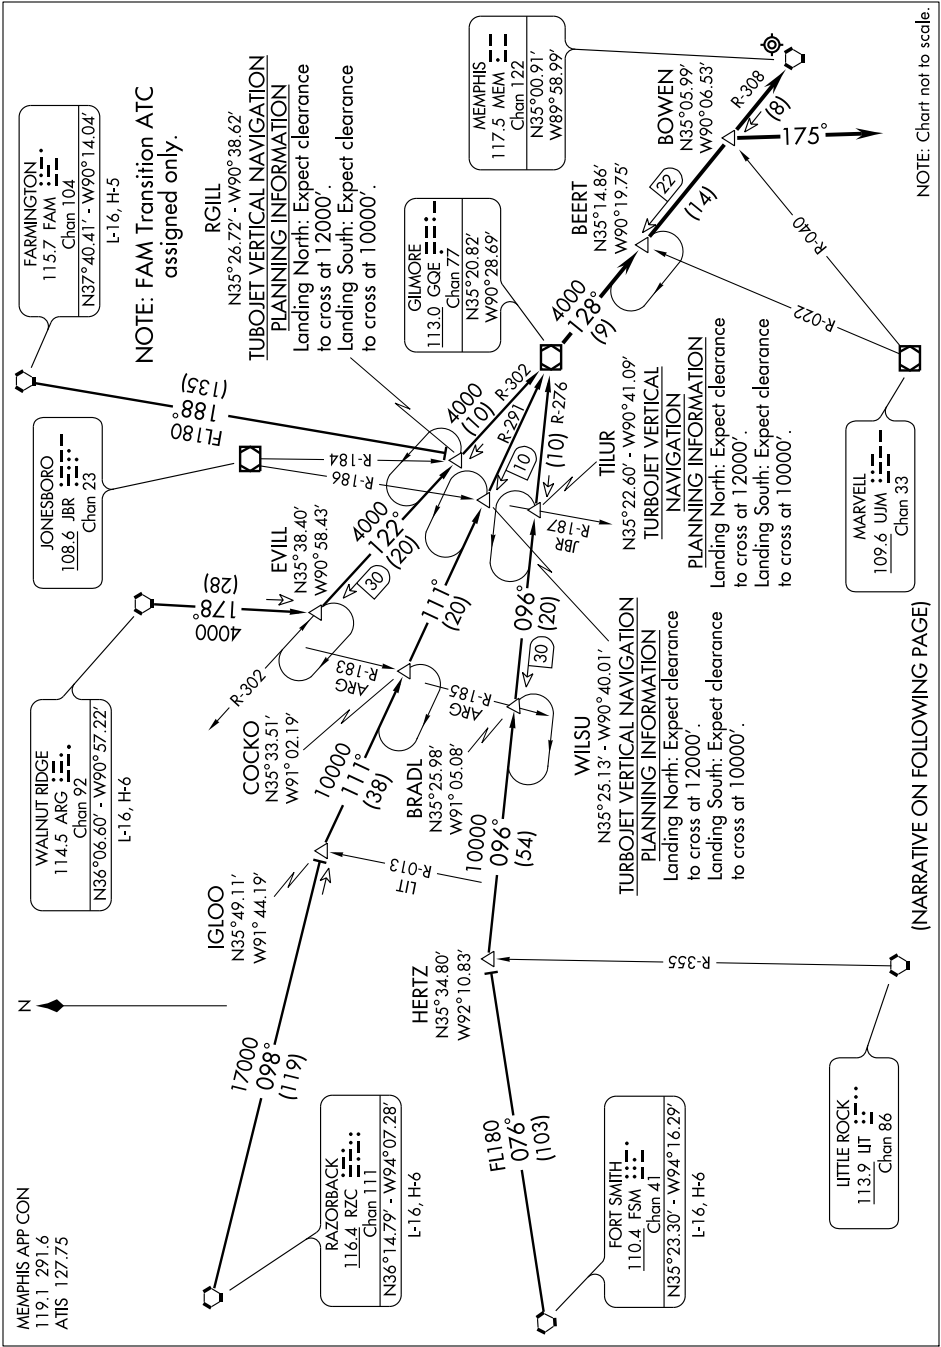 MEMPHIS APP CON
119.1 291.6
ATIS 127.75
N
RAZORBACK
116.4 RZC
Chan 111
N36°14.79′ - W94°07.28′
L-16, H-6
17000
098°
(119)
FORT SMITH
110.4 FSM
Chan 41
N35°23.30′ - W94°16.29′
L-16, H-6
FL180
076°
(103)
LITTLE ROCK
113.9 LIT
Chan 86
R-355
HERTZ
N35°34.80′
W92°10.83′
IGLOO
N35°49.11′
W91°44.19′
LIT
R-013
10000
111°
(38)
10000
096°
(54)
WALNUT RIDGE
114.5 ARG
Chan 92
N36°06.60′ - W90°57.22′
L-16, H-6
4000
178°
(28)
R-302
COCKO
N35°33.51′
W91°02.19′
BRADL
N35°25.98′
W91°05.08′
ARG
R-183
ARG
R-185
EVILL
N35°38.40′
W90°58.43′
30
4000
122°
(20)
111°
(20)
30
096°
(20)
JONESBORO
108.6 JBR
Chan 23
R-184
R-186
JBR
R-187
WILSU
N35°25.13′ - W90°40.01′
TURBOJET VERTICAL NAVIGATION
PLANNING INFORMATION
Landing North: Expect clearance
to cross at 12000′.
Landing South: Expect clearance
to cross at 10000′.
TILUR
N35°22.60′ - W90°41.09′
TURBOJET VERTICAL
NAVIGATION
PLANNING INFORMATION
Landing North: Expect clearance
to cross at 12000′.
Landing South: Expect clearance
to cross at 10000′.
FARMINGTON
115.7 FAM
Chan 104
N37°40.41′ - W90°14.04′
L-16, H-5
FL180
188°
(135)
NOTE: FAM Transition ATC
assigned only.
RGILL
N35°26.72′ - W90°38.62′
TUBOJET VERTICAL NAVIGATION
PLANNING INFORMATION
Landing North: Expect clearance
to cross at 12000′.
Landing South: Expect clearance
to cross at 10000′.
4000
(10)
R-302
R-291
10
R-276
(10)
GILMORE
113.0 GQE
Chan 77
N35°20.82′
W90°28.69′
4000
128°
(9)
BEERT
N35°14.86′
W90°19.75′
22
(14)
MEMPHIS
117.5 MEM
Chan 122
N35°00.91′
W89°58.99′
BOWEN
N35°05.99′
W90°06.53′
R-308
(8)
175°
R-040
R-022
MARVELL
109.6 UJM
Chan 33
(NARRATIVE ON FOLLOWING PAGE)
NOTE: Chart not to scale.